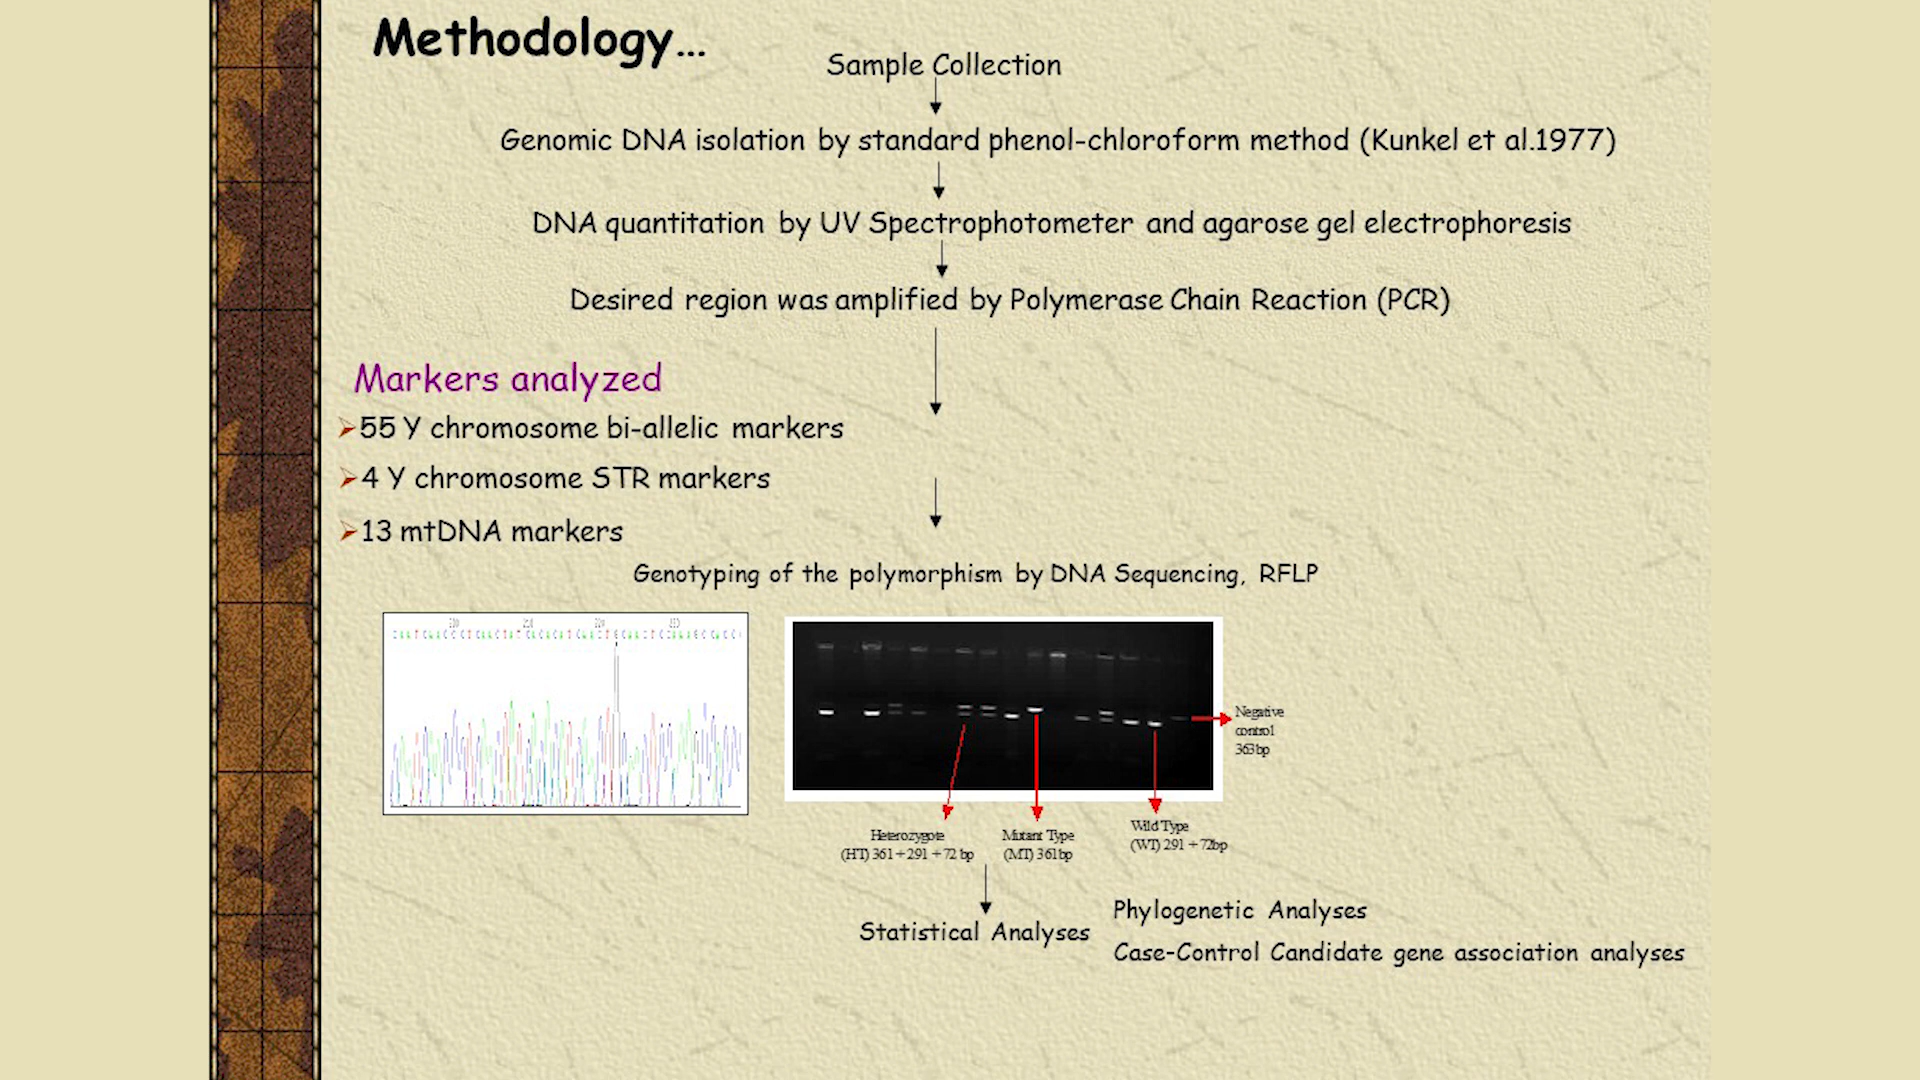 Methodology...
Sample Collection
Genomic DNA isolation by standard phenol-chloroform method (Kunkel et al.1977)
DNA quantitation by UV Spectrophotometer and agarose gel electrophoresis
Desired region was amplified by Polymerase Chain Reaction (PCR)
Markers analyzed
55 Y chromosome bi-allelic markers
4 Y chromosome STR markers
13 mtDNA markers
Genotyping of the polymorphism by DNA Sequencing, RFLP
Negative
control
363bp
Heterozygote
(HT) 361+291+72 bp
Mutant Type
(MT) 361bp
Wild Type
(WT) 291+72bp
Statistical Analyses
Phylogenetic Analyses
Case-Control Candidate gene association analyses